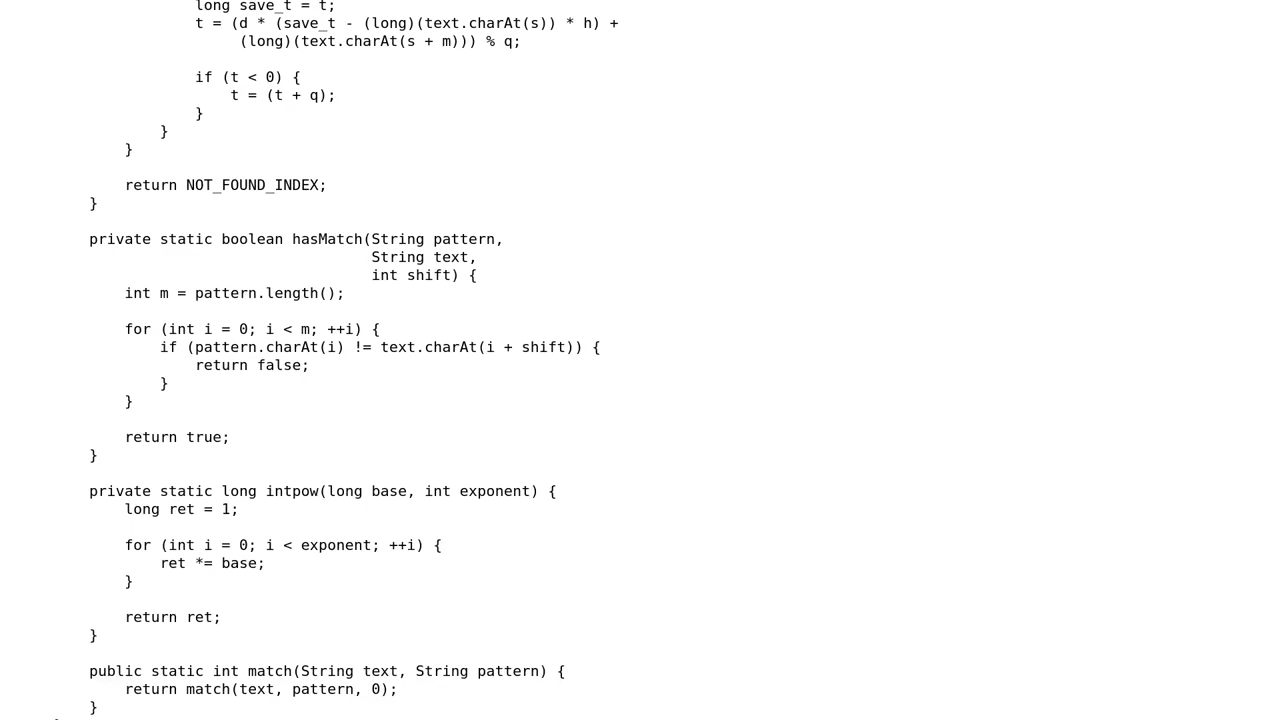 long save_t = t;
t = (d * (save_t - (long)(text.charAt(s)) * h) +
(long)(text.charAt(s + m))) % q;
if (t < 0) {
t = (t + q);
}
}
}
return NOT_FOUND_INDEX;
}
private static boolean hasMatch(String pattern,
String text,
int shift) {
int m = pattern.length();
for (int i = 0; i < m; ++i) {
if (pattern.charAt(i) != text.charAt(i + shift)) {
return false;
}
}
return true;
}
private static long intpow(long base, int exponent) {
long ret = 1;
for (int i = 0; i < exponent; ++i) {
ret *= base;
}
return ret;
}
public static int match(String text, String pattern) {
return match(text, pattern, 0);
}